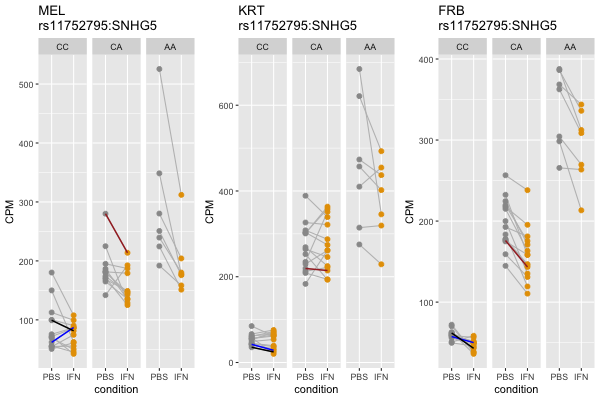 MEL
rs11752795:SNHG5
CC CA AA
500
400
300
200
100
CPM
PBS IFN PBS IFN PBS IFN
condition
KRT
rs11752795:SNHG5
CC CA AA
600
400
200
0
CPM
PBS IFN PBS IFN PBS IFN
condition
FRB
rs11752795:SNHG5
CC CA AA
400
300
200
100
CPM
PBS IFN PBS IFN PBS IFN
condition